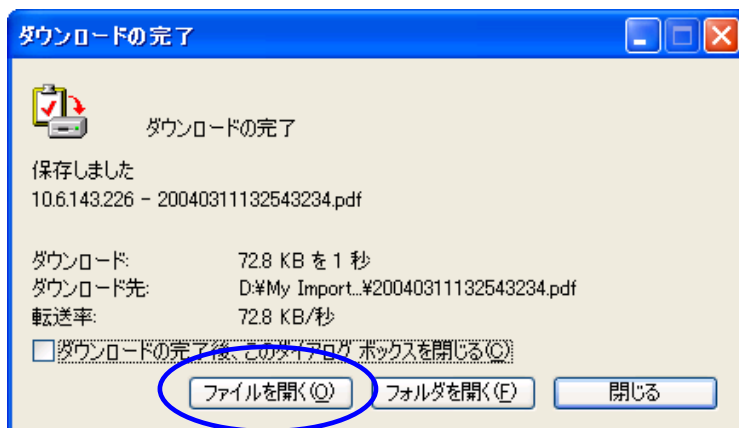 ダウンロードの完了
ダウンロードの完了
保存しました
10.6.143.226 - 20040311132543234.pdf
ダウンロード: 72.8 KB を 1 秒
ダウンロード先: D:¥My Import...¥20040311132543234.pdf
転送率: 72.8 KB/秒
ダウンロードの完了後、このダイアログ ボックスを閉じる(C)
ファイルを開く(O) フォルダを開く(F) 閉じる